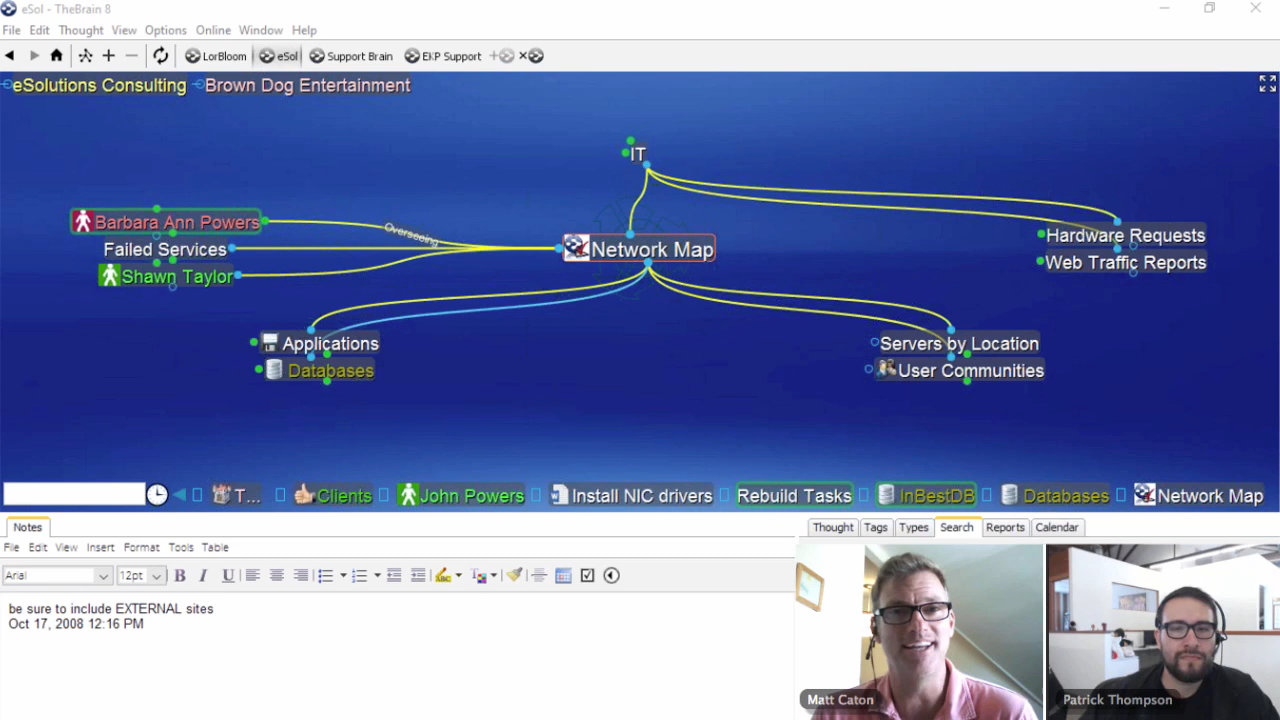 eSol - TheBrain 8
File Edit Thought View Options Online Window Help
LorBloom eSol Support Brain EKP Support
eSolutions Consulting Brown Dog Entertainment
IT
Barbara Ann Powers
Overseeing
Failed Services
Network Map
Hardware Requests
Shawn Taylor
Web Traffic Reports
Applications
Servers by Location
Databases
User Communities
T... Clients John Powers Install NIC drivers Rebuild Tasks InBestDB Databases Network Map
Notes
Thought Tags Types Search Reports Calendar
File Edit View Insert Format Tools Table
Arial 12pt B I U ABC
be sure to include EXTERNAL sites
Oct 17, 2008 12:16 PM
Matt Caton
Patrick Thompson